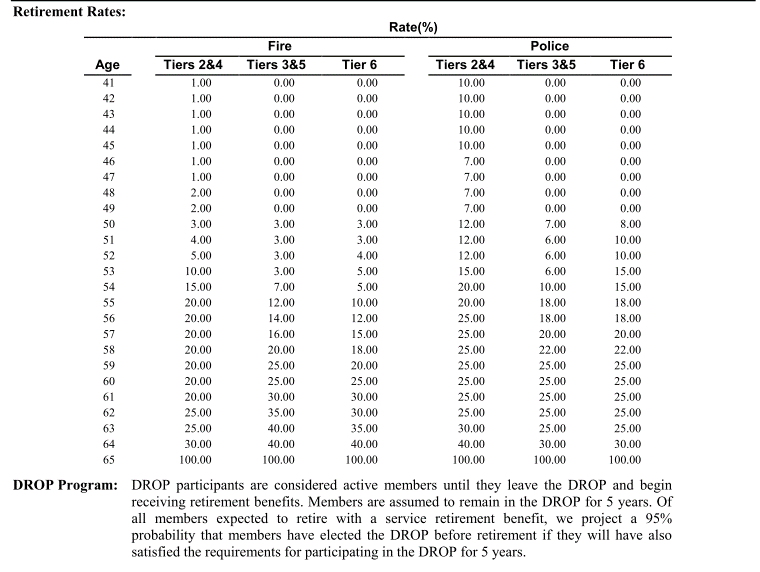 Retirement Rates:
Rate(%)
Fire Police
Age Tiers 2&4 Tiers 3&5 Tier 6 Tiers 2&4 Tiers 3&5 Tier 6
41 1.00 0.00 0.00 10.00 0.00 0.00
42 1.00 0.00 0.00 10.00 0.00 0.00
43 1.00 0.00 0.00 10.00 0.00 0.00
44 1.00 0.00 0.00 10.00 0.00 0.00
45 1.00 0.00 0.00 10.00 0.00 0.00
46 1.00 0.00 0.00 7.00 0.00 0.00
47 1.00 0.00 0.00 7.00 0.00 0.00
48 2.00 0.00 0.00 7.00 0.00 0.00
49 2.00 0.00 0.00 7.00 0.00 0.00
50 3.00 3.00 3.00 12.00 7.00 8.00
51 4.00 3.00 3.00 12.00 6.00 10.00
52 5.00 3.00 4.00 12.00 6.00 10.00
53 10.00 3.00 5.00 15.00 6.00 15.00
54 15.00 7.00 5.00 20.00 10.00 15.00
55 20.00 12.00 10.00 20.00 18.00 18.00
56 20.00 14.00 12.00 25.00 18.00 18.00
57 20.00 16.00 15.00 25.00 20.00 20.00
58 20.00 20.00 18.00 25.00 22.00 22.00
59 20.00 25.00 20.00 25.00 25.00 25.00
60 20.00 25.00 25.00 25.00 25.00 25.00
61 20.00 30.00 30.00 25.00 25.00 25.00
62 25.00 35.00 30.00 25.00 25.00 25.00
63 25.00 40.00 35.00 30.00 25.00 25.00
64 30.00 40.00 40.00 40.00 30.00 30.00
65 100.00 100.00 100.00 100.00 100.00 100.00
DROP Program: DROP participants are considered active members until they leave the DROP and begin
receiving retirement benefits. Members are assumed to remain in the DROP for 5 years. Of
all members expected to retire with a service retirement benefit, we project a 95%
probability that members have elected the DROP before retirement if they will have also
satisfied the requirements for participating in the DROP for 5 years.